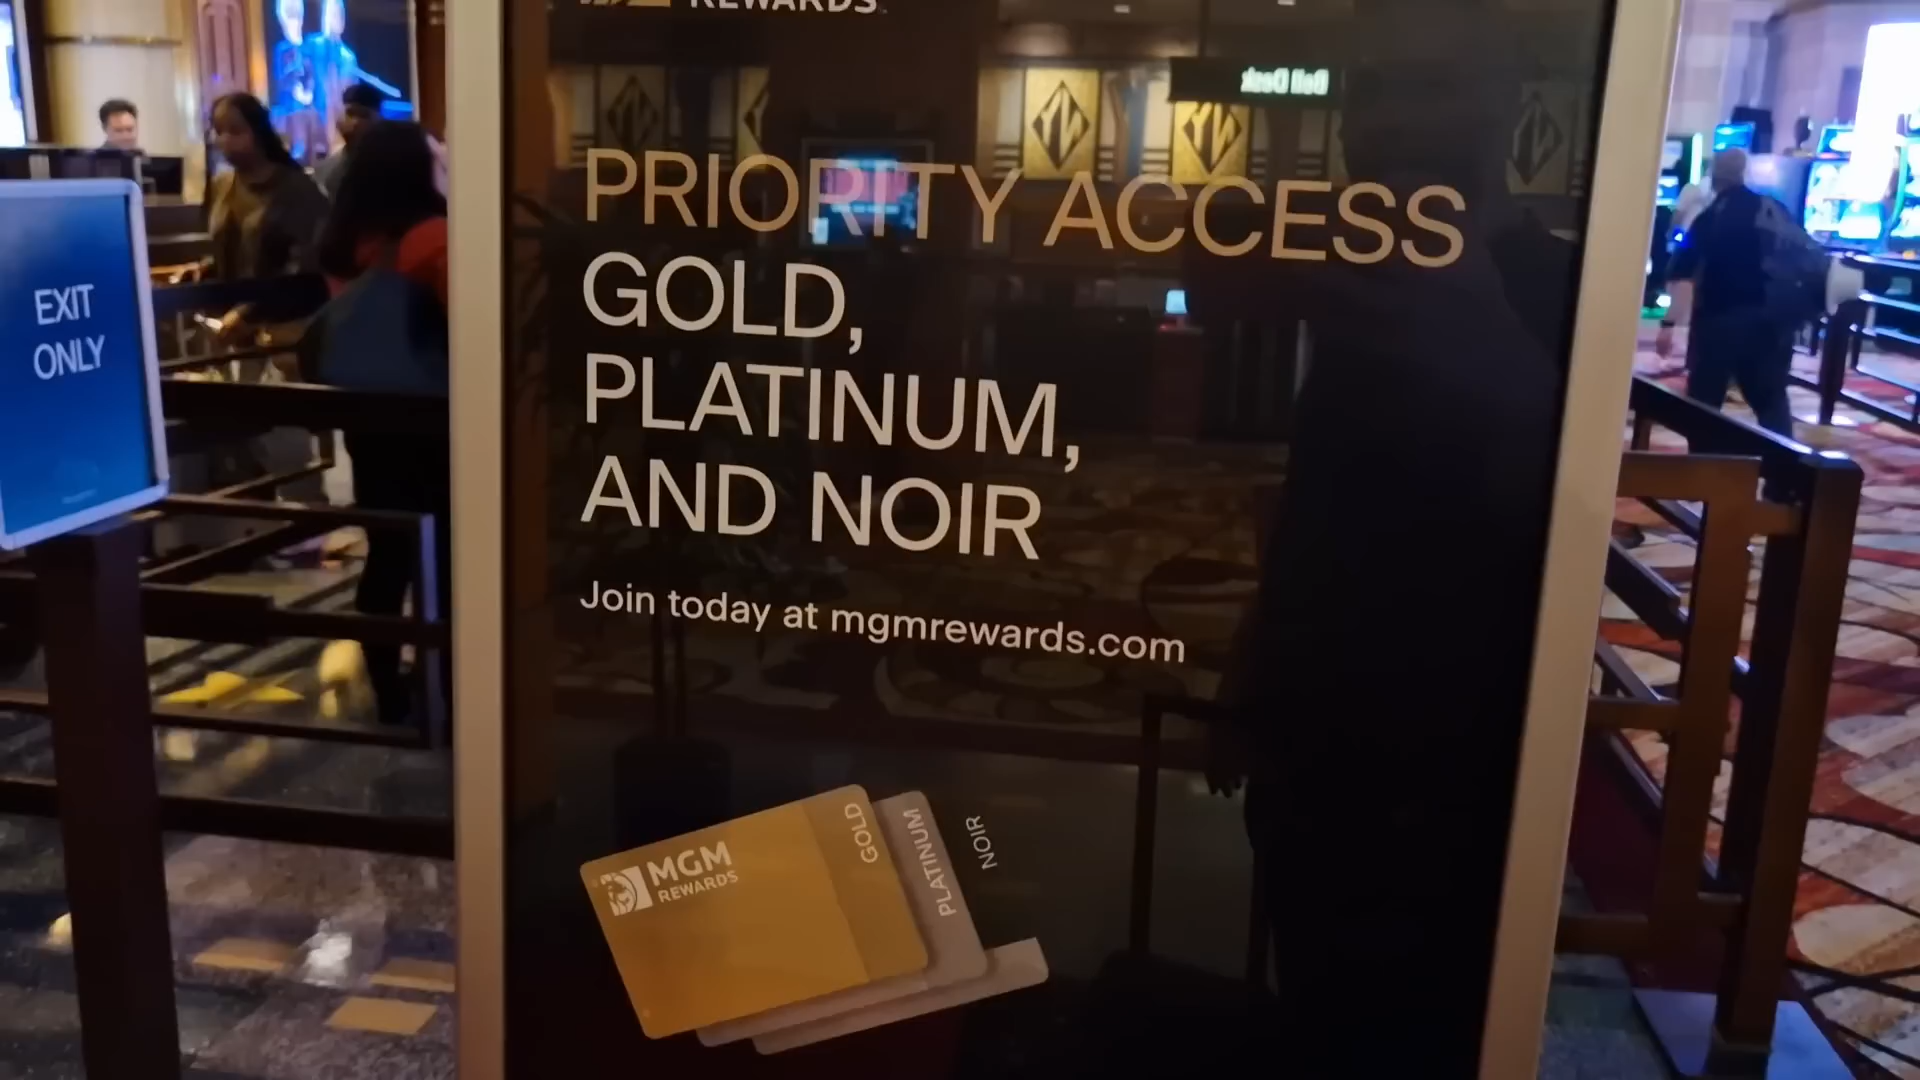 REWARDS
Bell Desk
PRIORITY ACCESS
GOLD,
PLATINUM,
AND NOIR
Join today at mgmrewards.com
EXIT
ONLY
MGM
REWARDS
GOLD
PLATINUM
NOIR